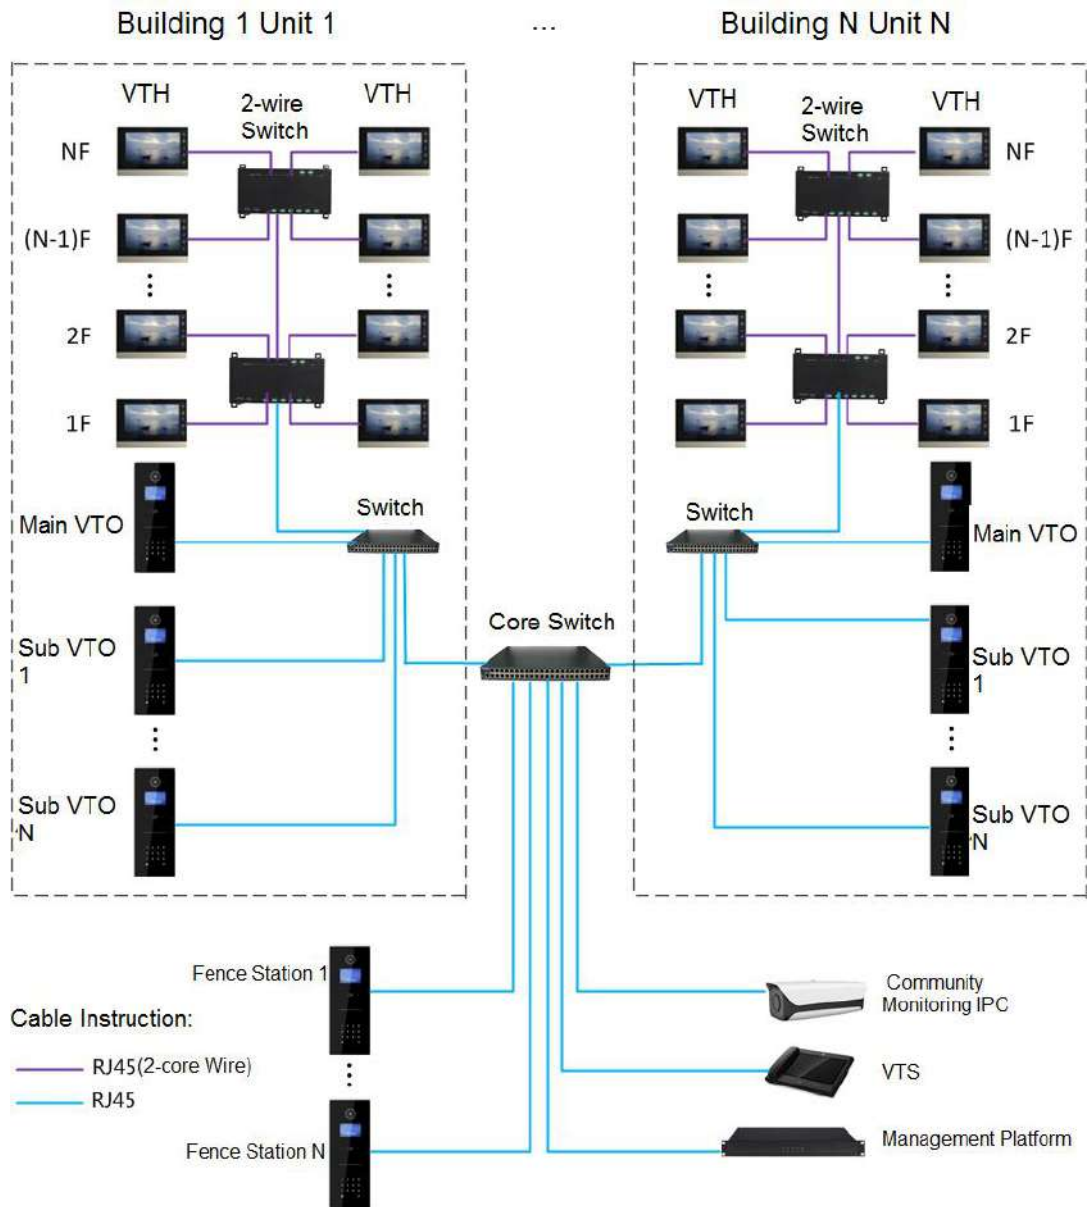 Building 1 Unit 1
...
Building N Unit N
VTH
2-wire
Switch
VTH
NF
(N-1)F
2F
1F
Main VTO
Switch
Sub VTO
1
Sub VTO
N
VTH
2-wire
Switch
VTH
NF
(N-1)F
2F
1F
Switch
Main VTO
Sub VTO
1
Sub VTO
N
Core Switch
Fence Station 1
Cable Instruction:
RJ45(2-core Wire)
RJ45
Fence Station N
Community
Monitoring IPC
VTS
Management Platform